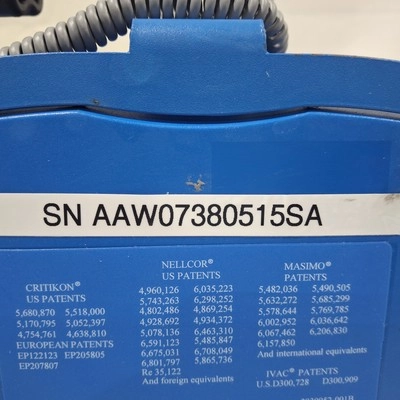 SN AAW07380515SA
CRITIKON®
US PATENTS
5,680,870 5,518,000
5,170,795 5,052,397
4,754,761 4,638,810
EUROPEAN PATENTS
EP122123 EP205805
EP207807
NELLCOR®
US PATENTS
4,960,126 6,035,223
5,743,263 6,298,252
4,802,486 4,869,254
4,928,692 4,934,372
5,078,136 6,463,310
6,591,123 5,485,847
6,675,031 6,708,049
6,801,797 5,865,736
Re 35,122
And foreign equivalents
MASIMO® PATENTS
5,482,036 5,490,505
5,632,272 5,685,299
5,578,644 5,769,785
6,002,952 6,036,642
6,067,462 6,206,830
6,157,850
And international equivalents
IVAC® PATENTS
U.S.D300,728 D300,909